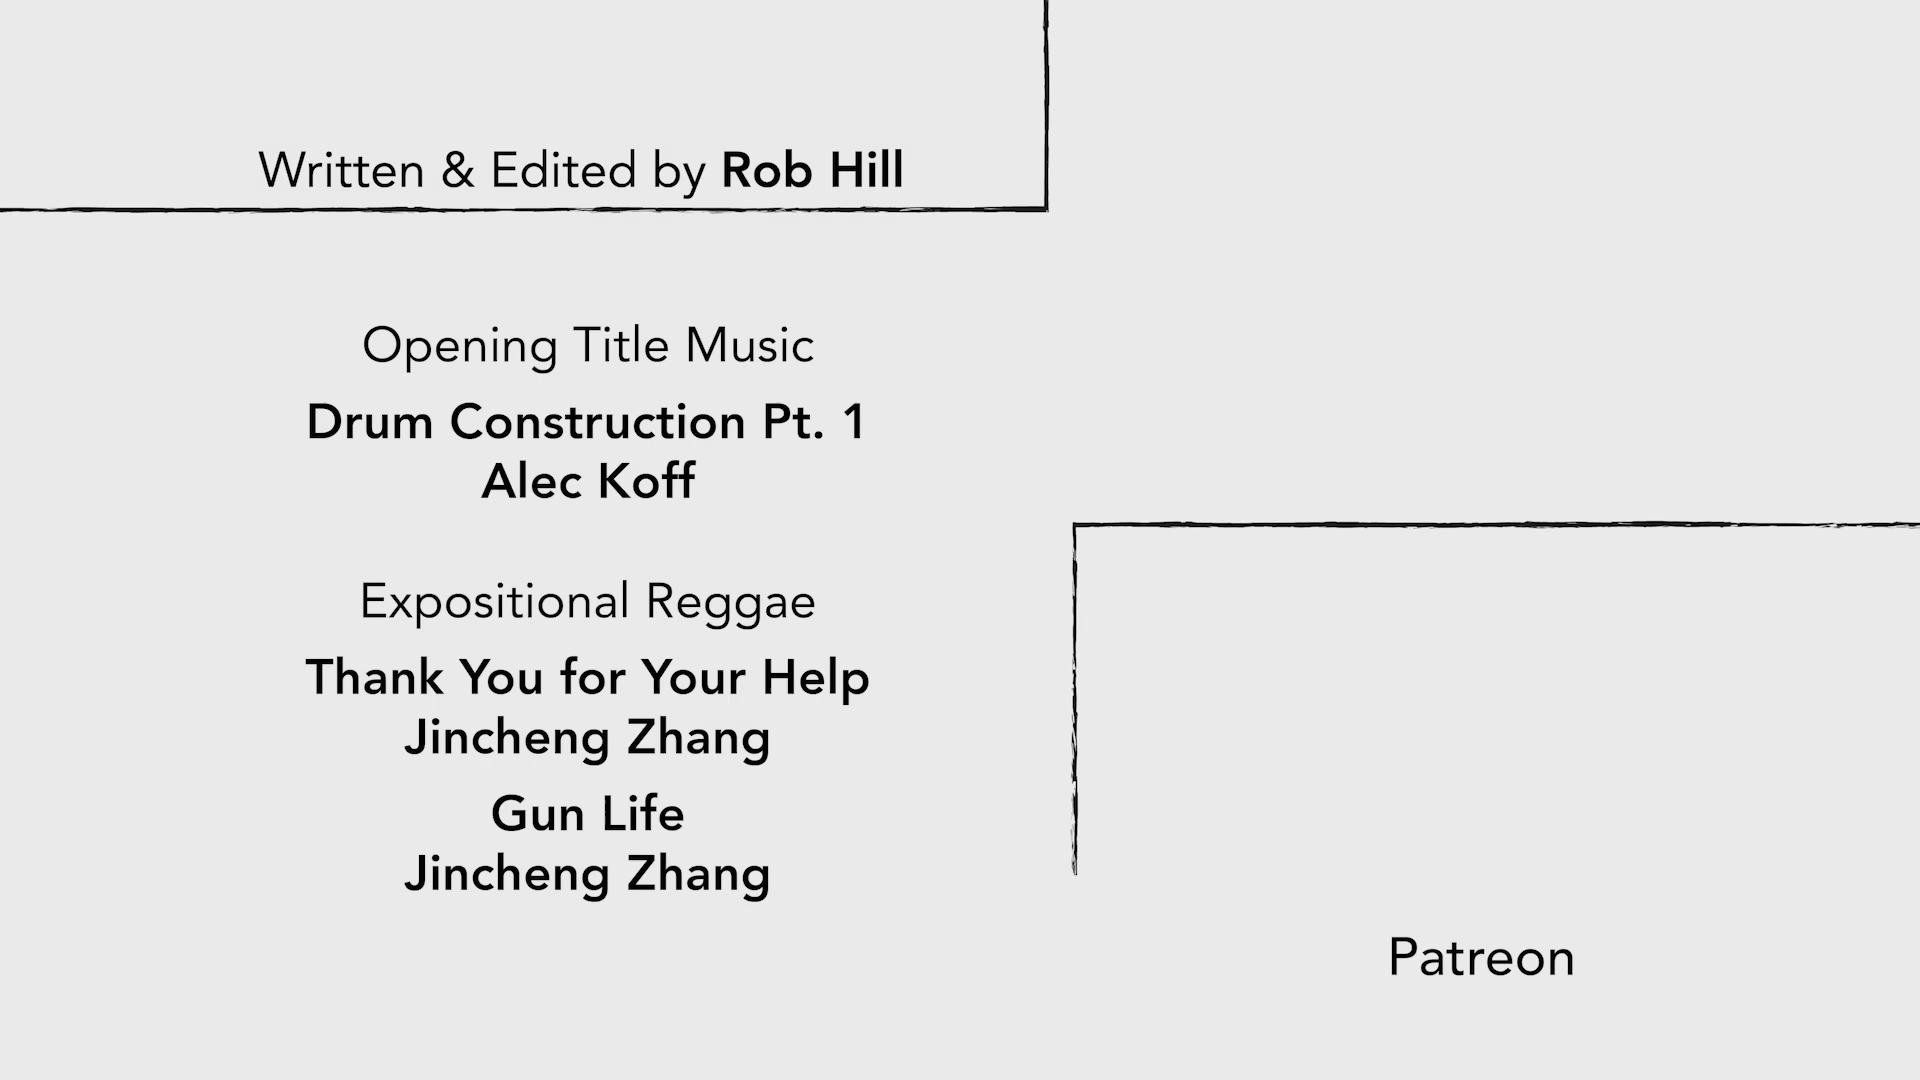 Written & Edited by Rob Hill
Opening Title Music
Drum Construction Pt. 1
Alec Koff
Expositional Reggae
Thank You for Your Help
Jincheng Zhang
Gun Life
Jincheng Zhang
Patreon